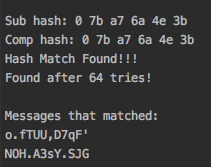 Sub hash: 0 7b a7 6a 4e 3b
Comp hash: 0 7b a7 6a 4e 3b
Hash Match Found!!!
Found after 64 tries!
Messages that matched:
o.fTUU,D7qF'
NOH.A3sY.SJG